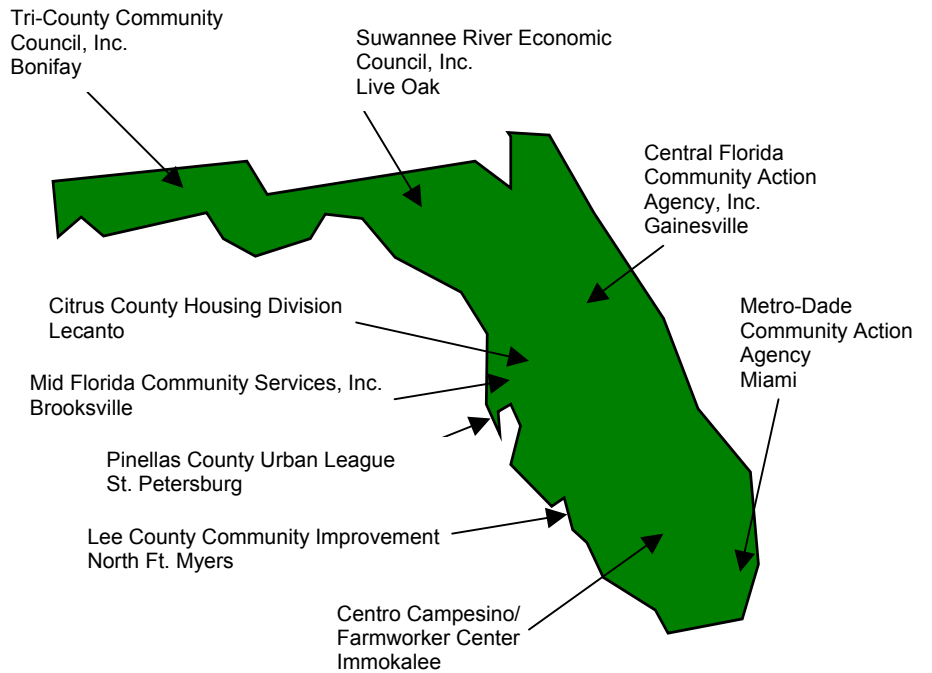 Tri-County Community
Council, Inc.
Bonifay
Suwannee River Economic
Council, Inc.
Live Oak
Central Florida
Community Action
Agency, Inc.
Gainesville
Citrus County Housing Division
Lecanto
Metro-Dade
Community Action
Agency
Miami
Mid Florida Community Services, Inc.
Brooksville
Pinellas County Urban League
St. Petersburg
Lee County Community Improvement
North Ft. Myers
Centro Campesino/
Farmworker Center
Immokalee